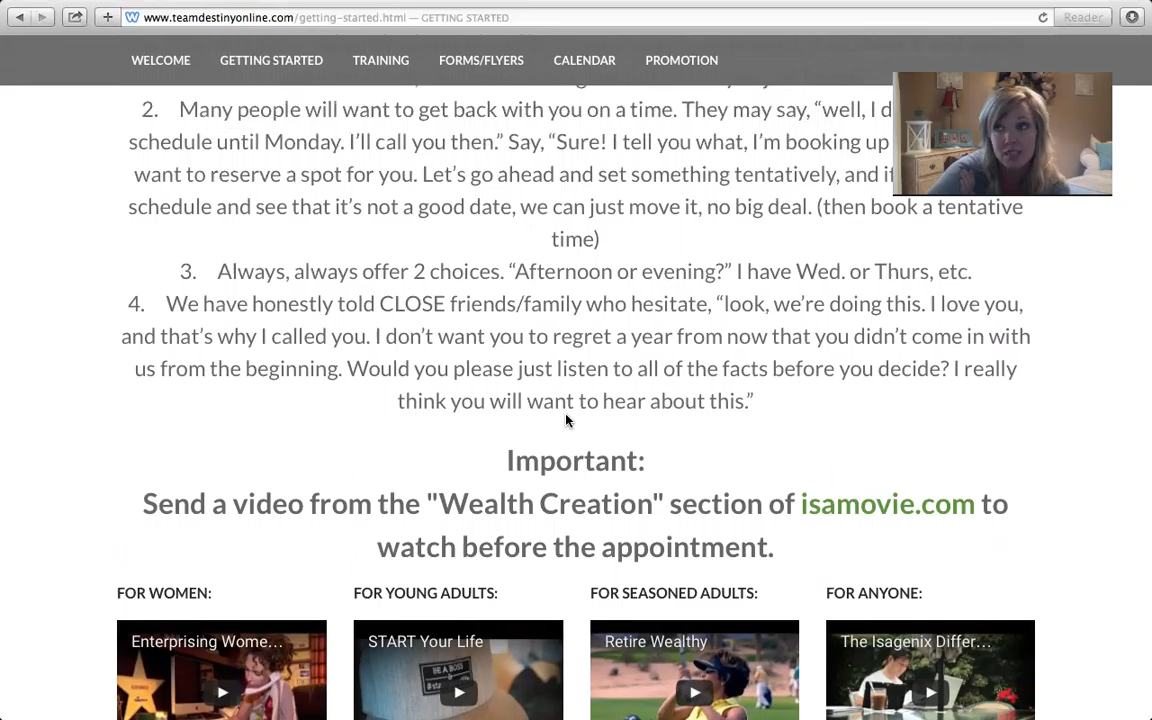 www.teamdestinyonline.com/getting-started.html — GETTING STARTED
Reader
WELCOME GETTING STARTED TRAINING FORMS/FLYERS CALENDAR PROMOTION
2. Many people will want to get back with you on a time. They may say, “well, I d
schedule until Monday. I’ll call you then.” Say, “Sure! I tell you what, I’m booking up
want to reserve a spot for you. Let’s go ahead and set something tentatively, and if
schedule and see that it’s not a good date, we can just move it, no big deal. (then book a tentative
time)
3. Always, always offer 2 choices. “Afternoon or evening?” I have Wed. or Thurs, etc.
4. We have honestly told CLOSE friends/family who hesitate, “look, we’re doing this. I love you,
and that’s why I called you. I don’t want you to regret a year from now that you didn’t come in with
us from the beginning. Would you please just listen to all of the facts before you decide? I really
think you will want to hear about this.”
Important:
Send a video from the "Wealth Creation" section of isamovie.com to
watch before the appointment.
FOR WOMEN: FOR YOUNG ADULTS: FOR SEASONED ADULTS: FOR ANYONE:
Enterprising Wome... START Your Life Retire Wealthy The Isagenix Differ...
BE A BOSS